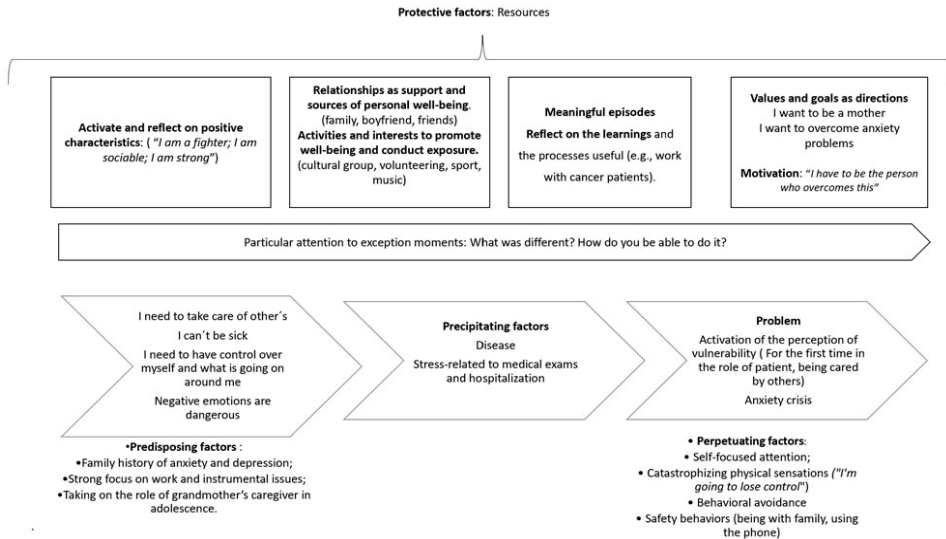 Protective factors: Resources
Activate and reflect on positive
characteristics: ( "I am a fighter; I am
sociable; I am strong")
Relationships as support and
sources of personal well-being.
(family, boyfriend, friends)
Activities and interests to promote
well-being and conduct exposure.
(cultural group, volunteering, sport,
music)
Meaningful episodes
Reflect on the learnings and
the processes useful (e.g., work
with cancer patients).
Values and goals as directions
I want to be a mother
I want to overcome anxiety
problems
Motivation: "I have to be the person
who overcomes this"
Particular attention to exception moments: What was different? How do you be able to do it?
I need to take care of other´s
I can´t be sick
I need to have control over
myself and what is going on
around me
Negative emotions are
dangerous
Precipitating factors
Disease
Stress-related to medical exams
and hospitalization
Problem
Activation of the perception of
vulnerability ( For the first time in
the role of patient, being cared
by others)
Anxiety crisis
•Predisposing factors :
•Family history of anxiety and depression;
•Strong focus on work and instrumental issues;
•Taking on the role of grandmother's caregiver in
adolescence.
• Perpetuating factors:
• Self-focused attention;
• Catastrophizing physical sensations ("I'm
going to lose control")
• Behavioral avoidance
• Safety behaviors (being with family, using
the phone)